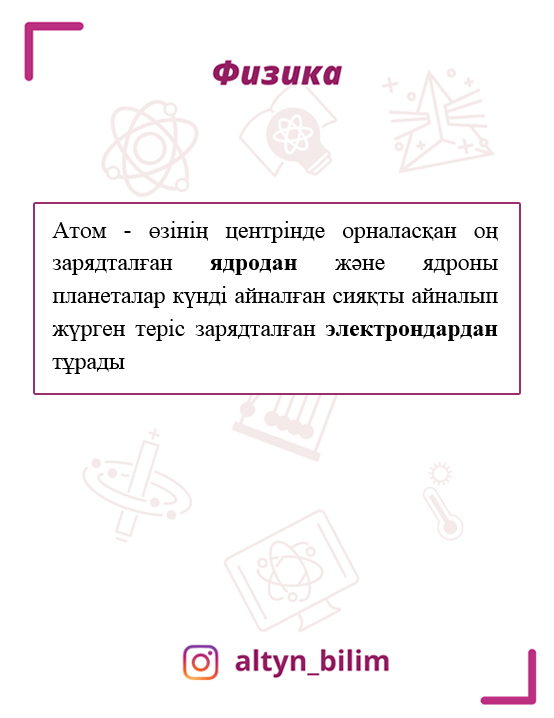 Физика
Атом - өзінің центрінде орналасқан оң
зарядталған ядродан және ядроны
планеталар күнді айналған сияқты айналып
жүрген теріс зарядталған электрондардан
тұрады
altyn_bilim